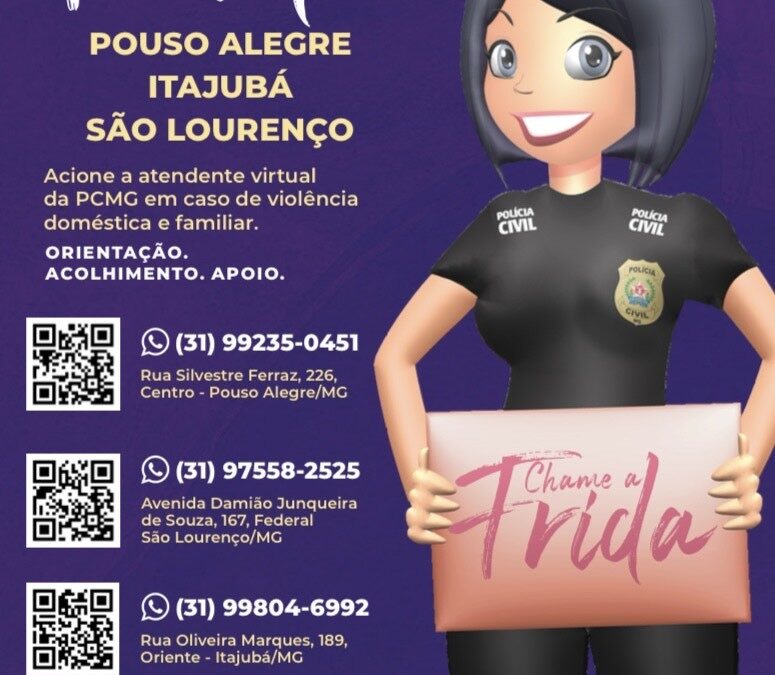 POUSO ALEGRE
ITAJUBÁ
SÃO LOURENÇO
Acione a atendente virtual
da PCMG em caso de violência
doméstica e familiar.
ORIENTAÇÃO.
ACOLHIMENTO. APOIO.
(31) 99235-0451
Rua Silvestre Ferraz, 226,
Centro - Pouso Alegre/MG
(31) 97558-2525
Avenida Damião Junqueira
de Souza, 167, Federal
São Lourenço/MG
(31) 99804-6992
Rua Oliveira Marques, 189,
Oriente - Itajubá/MG
POLÍCIA
CIVIL
POLÍCIA
CIVIL
POLÍCIA
CIVIL
MG
Chame a
Frida